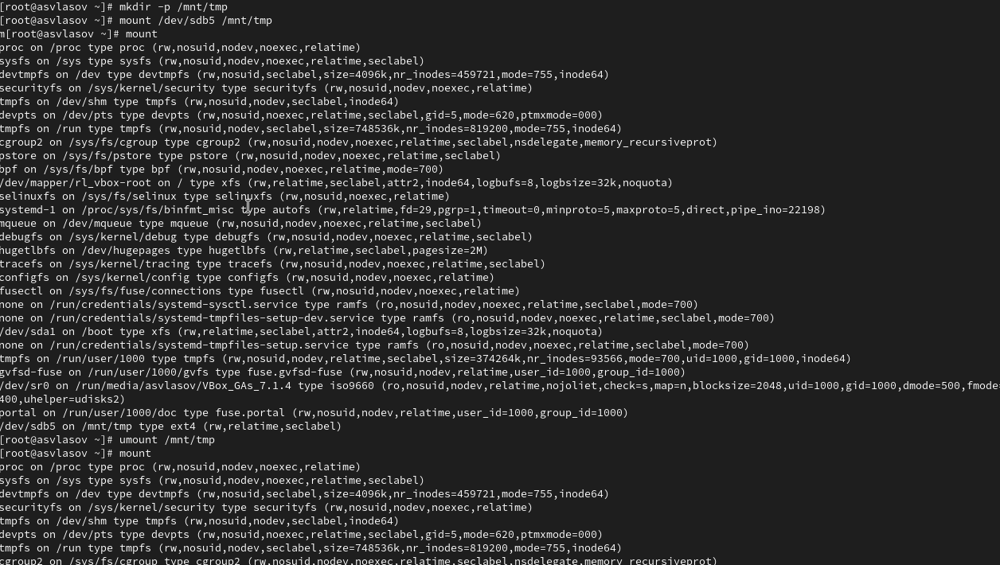 [root@asvlasov ~]# mkdir -p /mnt/tmp
[root@asvlasov ~]# mount /dev/sdb5 /mnt/tmp
m[root@asvlasov ~]# mount
proc on /proc type proc (rw,nosuid,nodev,noexec,relatime)
sysfs on /sys type sysfs (rw,nosuid,nodev,noexec,relatime,seclabel)
devtmpfs on /dev type devtmpfs (rw,nosuid,seclabel,size=4096k,nr_inodes=459721,mode=755,inode64)
securityfs on /sys/kernel/security type securityfs (rw,nosuid,nodev,noexec,relatime)
tmpfs on /dev/shm type tmpfs (rw,nosuid,nodev,seclabel,inode64)
devpts on /dev/pts type devpts (rw,nosuid,noexec,relatime,seclabel,gid=5,mode=620,ptmxmode=000)
tmpfs on /run type tmpfs (rw,nosuid,nodev,seclabel,size=748536k,nr_inodes=819200,mode=755,inode64)
cgroup2 on /sys/fs/cgroup type cgroup2 (rw,nosuid,nodev,noexec,relatime,seclabel,nsdelegate,memory_recursiveprot)
pstore on /sys/fs/pstore type pstore (rw,nosuid,nodev,noexec,relatime,seclabel)
bpf on /sys/fs/bpf type bpf (rw,nosuid,nodev,noexec,relatime,mode=700)
/dev/mapper/rl_vbox-root on / type xfs (rw,relatime,seclabel,attr2,inode64,logbufs=8,logbsize=32k,noquota)
selinuxfs on /sys/fs/selinux type selinuxfs (rw,nosuid,noexec,relatime)
systemd-1 on /proc/sys/fs/binfmt_misc type autofs (rw,relatime,fd=29,pgrp=1,timeout=0,minproto=5,maxproto=5,direct,pipe_ino=22198)
mqueue on /dev/mqueue type mqueue (rw,nosuid,nodev,noexec,relatime,seclabel)
debugfs on /sys/kernel/debug type debugfs (rw,nosuid,nodev,noexec,relatime,seclabel)
hugetlbfs on /dev/hugepages type hugetlbfs (rw,relatime,seclabel,pagesize=2M)
tracefs on /sys/kernel/tracing type tracefs (rw,nosuid,nodev,noexec,relatime,seclabel)
configfs on /sys/kernel/config type configfs (rw,nosuid,nodev,noexec,relatime)
fusectl on /sys/fs/fuse/connections type fusectl (rw,nosuid,nodev,noexec,relatime)
none on /run/credentials/systemd-sysctl.service type ramfs (ro,nosuid,nodev,noexec,relatime,seclabel,mode=700)
none on /run/credentials/systemd-tmpfiles-setup-dev.service type ramfs (ro,nosuid,nodev,noexec,relatime,seclabel,mode=700)
/dev/sda1 on /boot type xfs (rw,relatime,seclabel,attr2,inode64,logbufs=8,logbsize=32k,noquota)
none on /run/credentials/systemd-tmpfiles-setup.service type ramfs (ro,nosuid,nodev,noexec,relatime,seclabel,mode=700)
tmpfs on /run/user/1000 type tmpfs (rw,nosuid,nodev,relatime,seclabel,size=374264k,nr_inodes=93566,mode=700,uid=1000,gid=1000,inode64)
gvfsd-fuse on /run/user/1000/gvfs type fuse.gvfsd-fuse (rw,nosuid,nodev,relatime,user_id=1000,group_id=1000)
/dev/sr0 on /run/media/asvlasov/VBox_GAs_7.1.4 type iso9660 (ro,nosuid,nodev,relatime,nojoliet,check=s,map=n,blocksize=2048,uid=1000,gid=1000,dmode=500,fmode=
400,uhelper=udisks2)
portal on /run/user/1000/doc type fuse.portal (rw,nosuid,nodev,relatime,user_id=1000,group_id=1000)
/dev/sdb5 on /mnt/tmp type ext4 (rw,relatime,seclabel)
[root@asvlasov ~]# umount /mnt/tmp
[root@asvlasov ~]# mount
proc on /proc type proc (rw,nosuid,nodev,noexec,relatime)
sysfs on /sys type sysfs (rw,nosuid,nodev,noexec,relatime,seclabel)
devtmpfs on /dev type devtmpfs (rw,nosuid,seclabel,size=4096k,nr_inodes=459721,mode=755,inode64)
securityfs on /sys/kernel/security type securityfs (rw,nosuid,nodev,noexec,relatime)
tmpfs on /dev/shm type tmpfs (rw,nosuid,nodev,seclabel,inode64)
devpts on /dev/pts type devpts (rw,nosuid,noexec,relatime,seclabel,gid=5,mode=620,ptmxmode=000)
tmpfs on /run type tmpfs (rw,nosuid,nodev,seclabel,size=748536k,nr_inodes=819200,mode=755,inode64)
cgroup2 on /sys/fs/cgroup type cgroup2 (rw,nosuid,nodev,noexec,relatime,seclabel,nsdelegate,memory_recursiveprot)